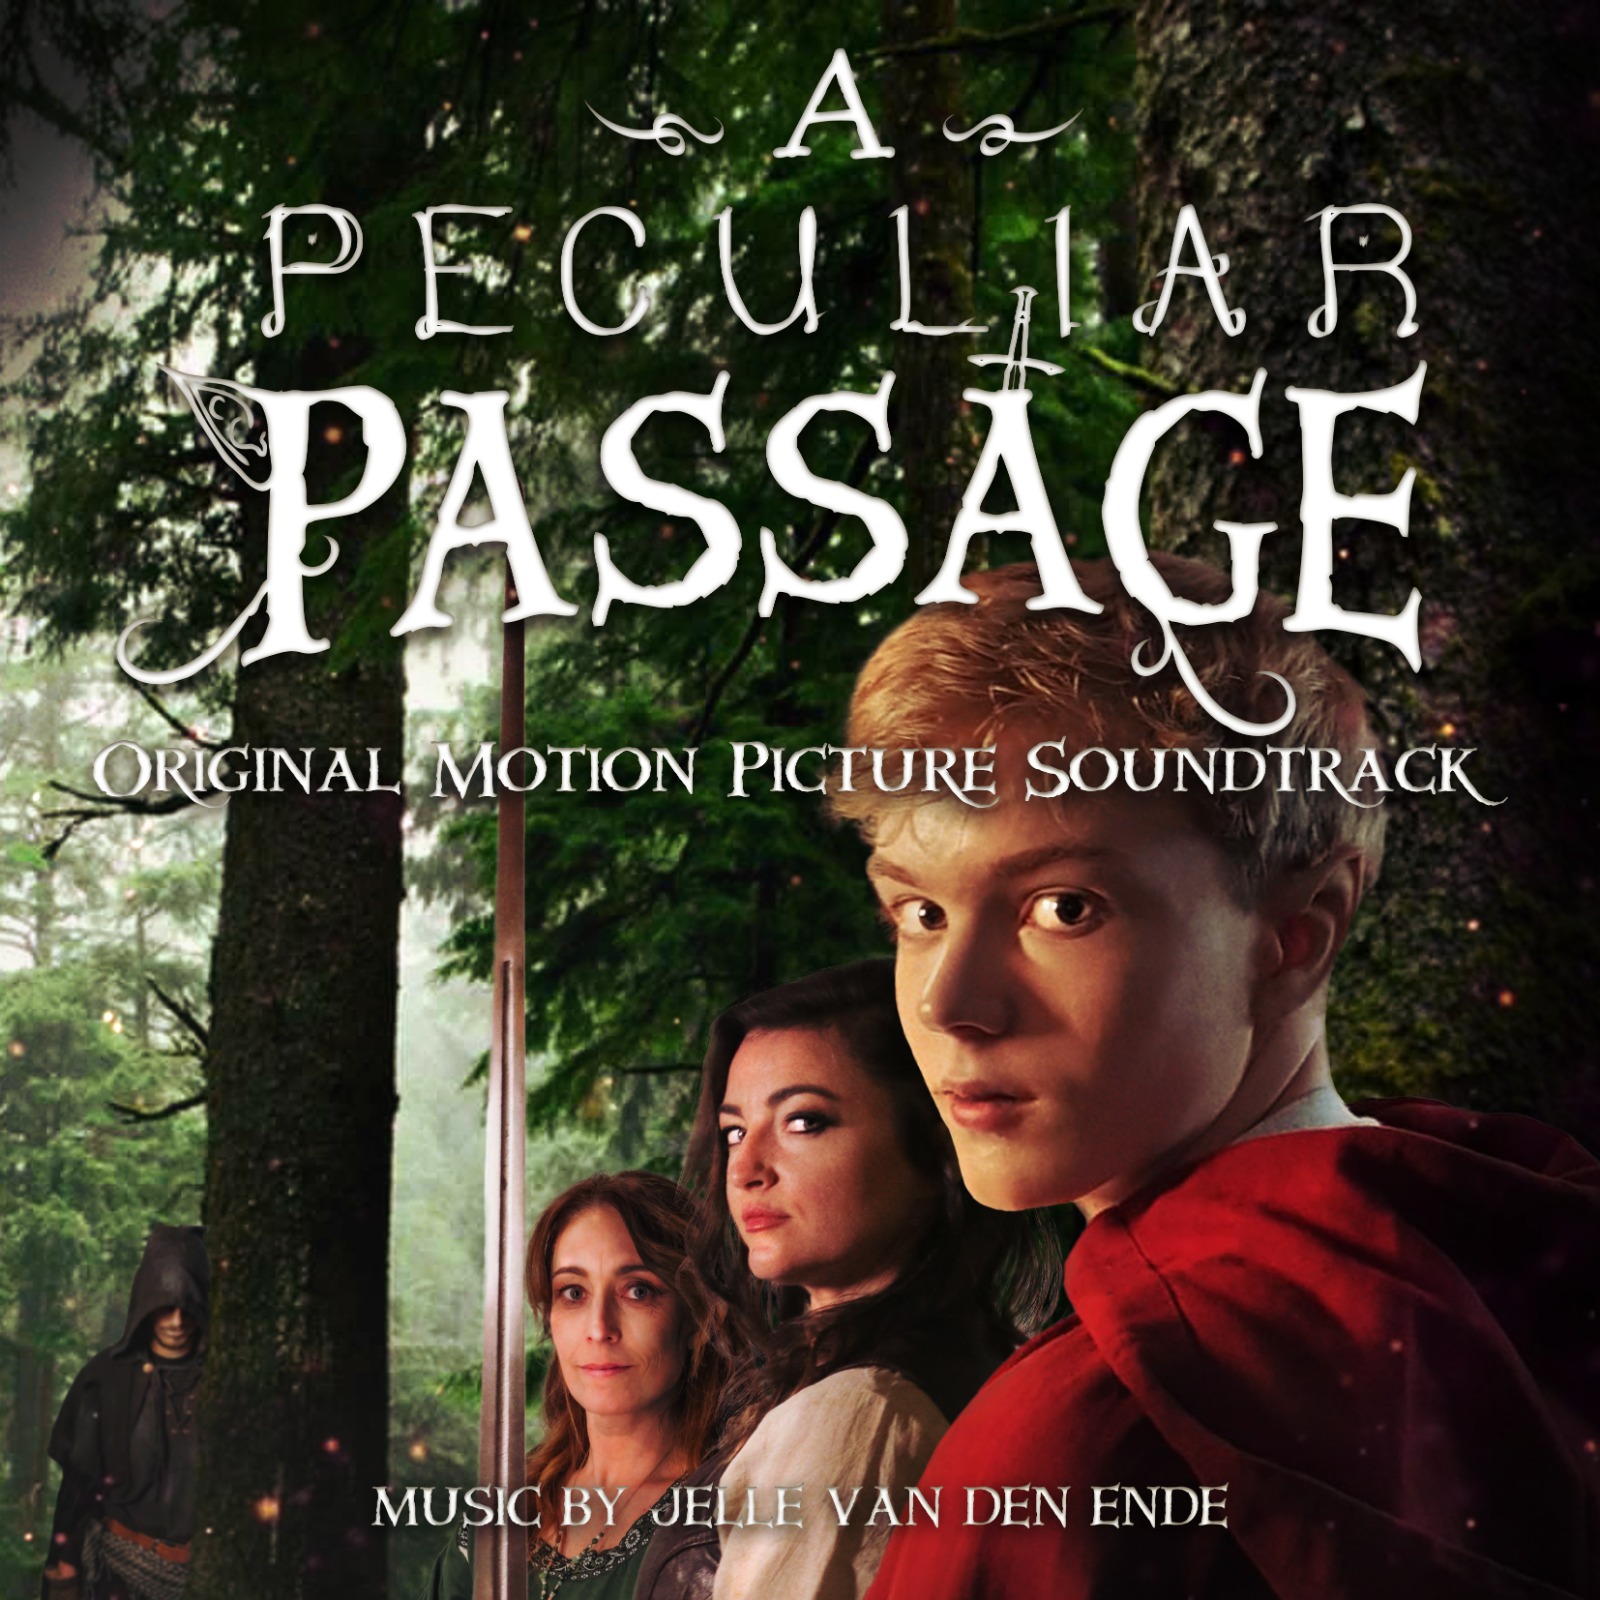 A
PECULIAR
PASSAGE
ORIGINAL MOTION PICTURE SOUNDTRACK
MUSIC BY JELLE VAN DEN ENDE